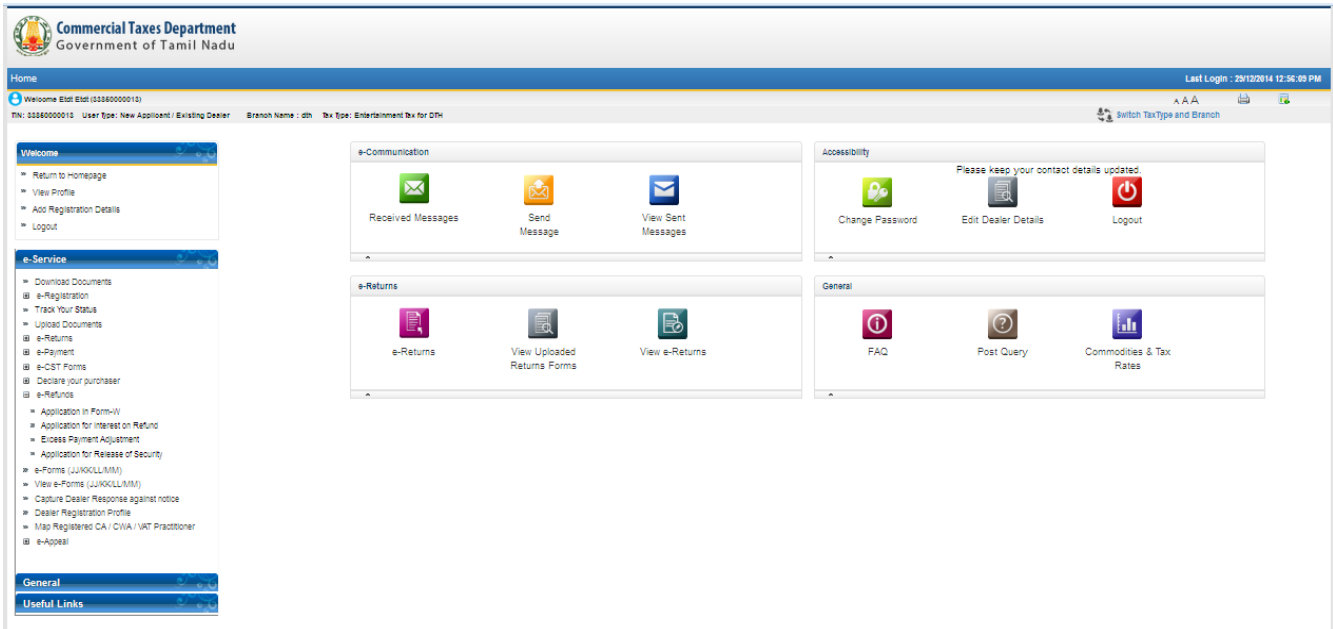 Commercial Taxes Department
Government of Tamil Nadu
Home
Last Login : 29/12/2014 12:56:09 PM
Welcome Etdt Etdt (33360000013)
A A A
TIN: 33360000013 User Type: New Applicant / Existing Dealer Branch Name : dth Tax Type: Entertainment Tax for DTH
Switch TaxType and Branch
Welcome
Return to Homepage
View Profile
Add Registration Details
Logout
e-Service
Download Documents
e-Registration
Track Your Status
Upload Documents
e-Returns
e-Payment
e-CST Forms
Declare your purchaser
e-Refunds
Application in Form-W
Application for Interest on Refund
Excess Payment Adjustment
Application for Release of Security
e-Forms (JJ/KK/LL/MM)
View e-Forms (JJ/KK/LL/MM)
Capture Dealer Response against notice
Dealer Registration Profile
Map Registered CA / CWA / VAT Practitioner
e-Appeal
General
Useful Links
e-Communication
Received Messages
Send
Message
View Sent
Messages
Accessibility
Please keep your contact details updated.
Change Password
Edit Dealer Details
Logout
e-Returns
e-Returns
View Uploaded
Returns Forms
View e-Returns
General
FAQ
Post Query
Commodities & Tax
Rates